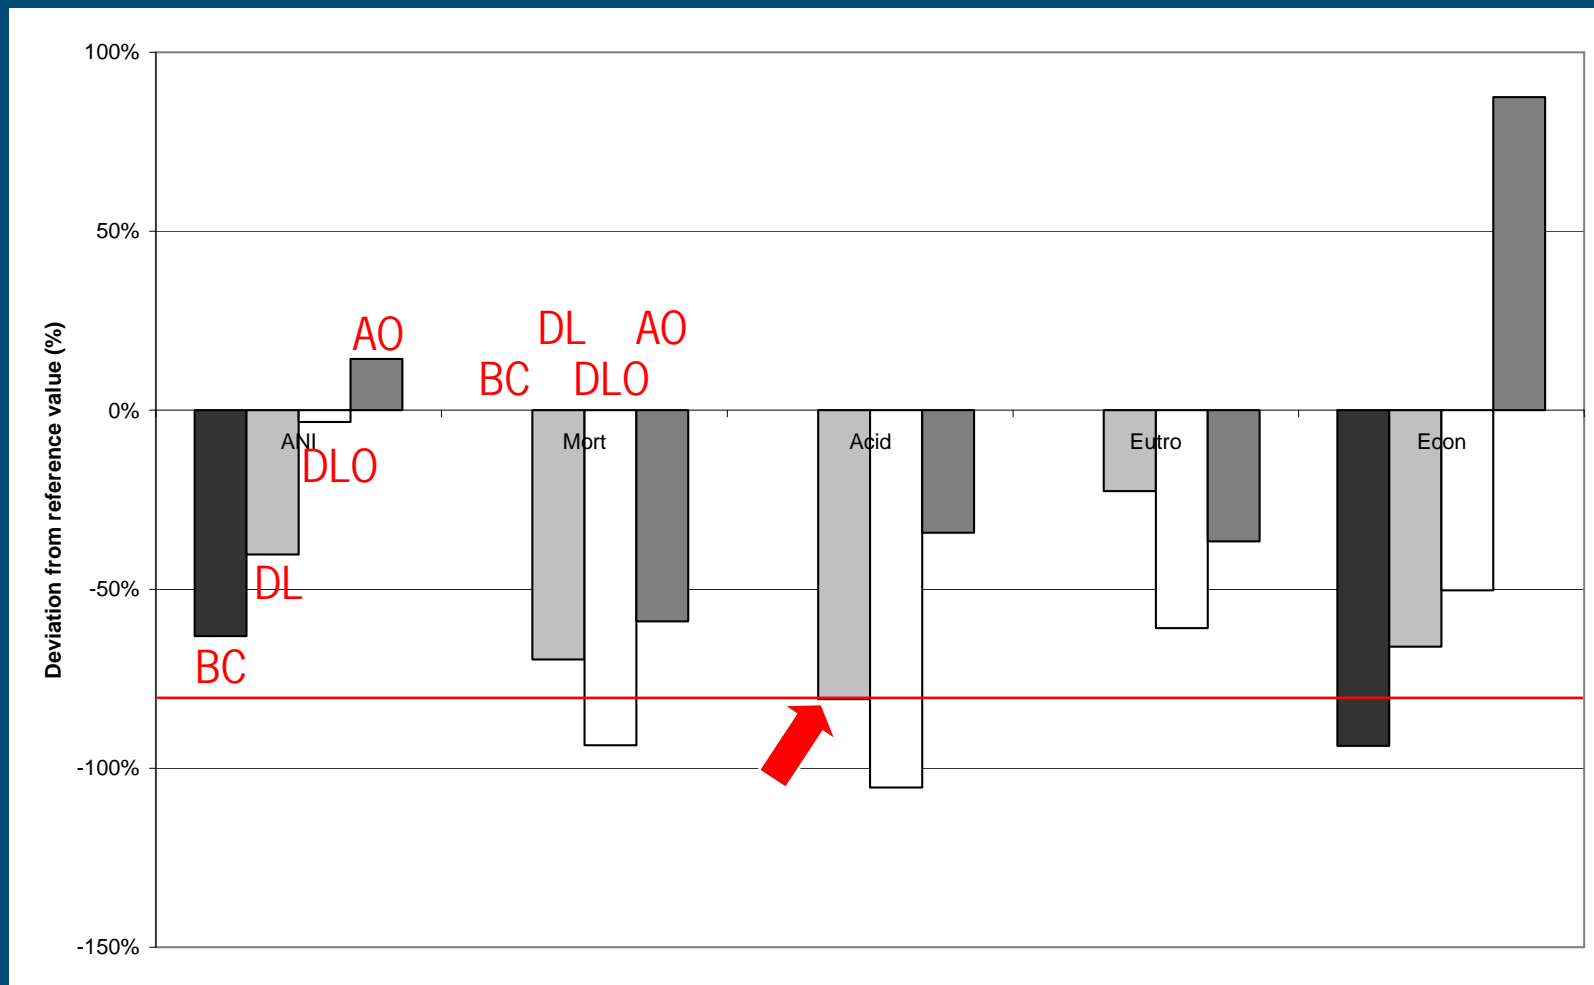 100%
50%
0%
-50%
-100%
-150%
Deviation from reference value (%)
AO
DL
AO
BC
DLO
ANI
Mort
Acid
Eutro
Econ
DLO
DL
BC